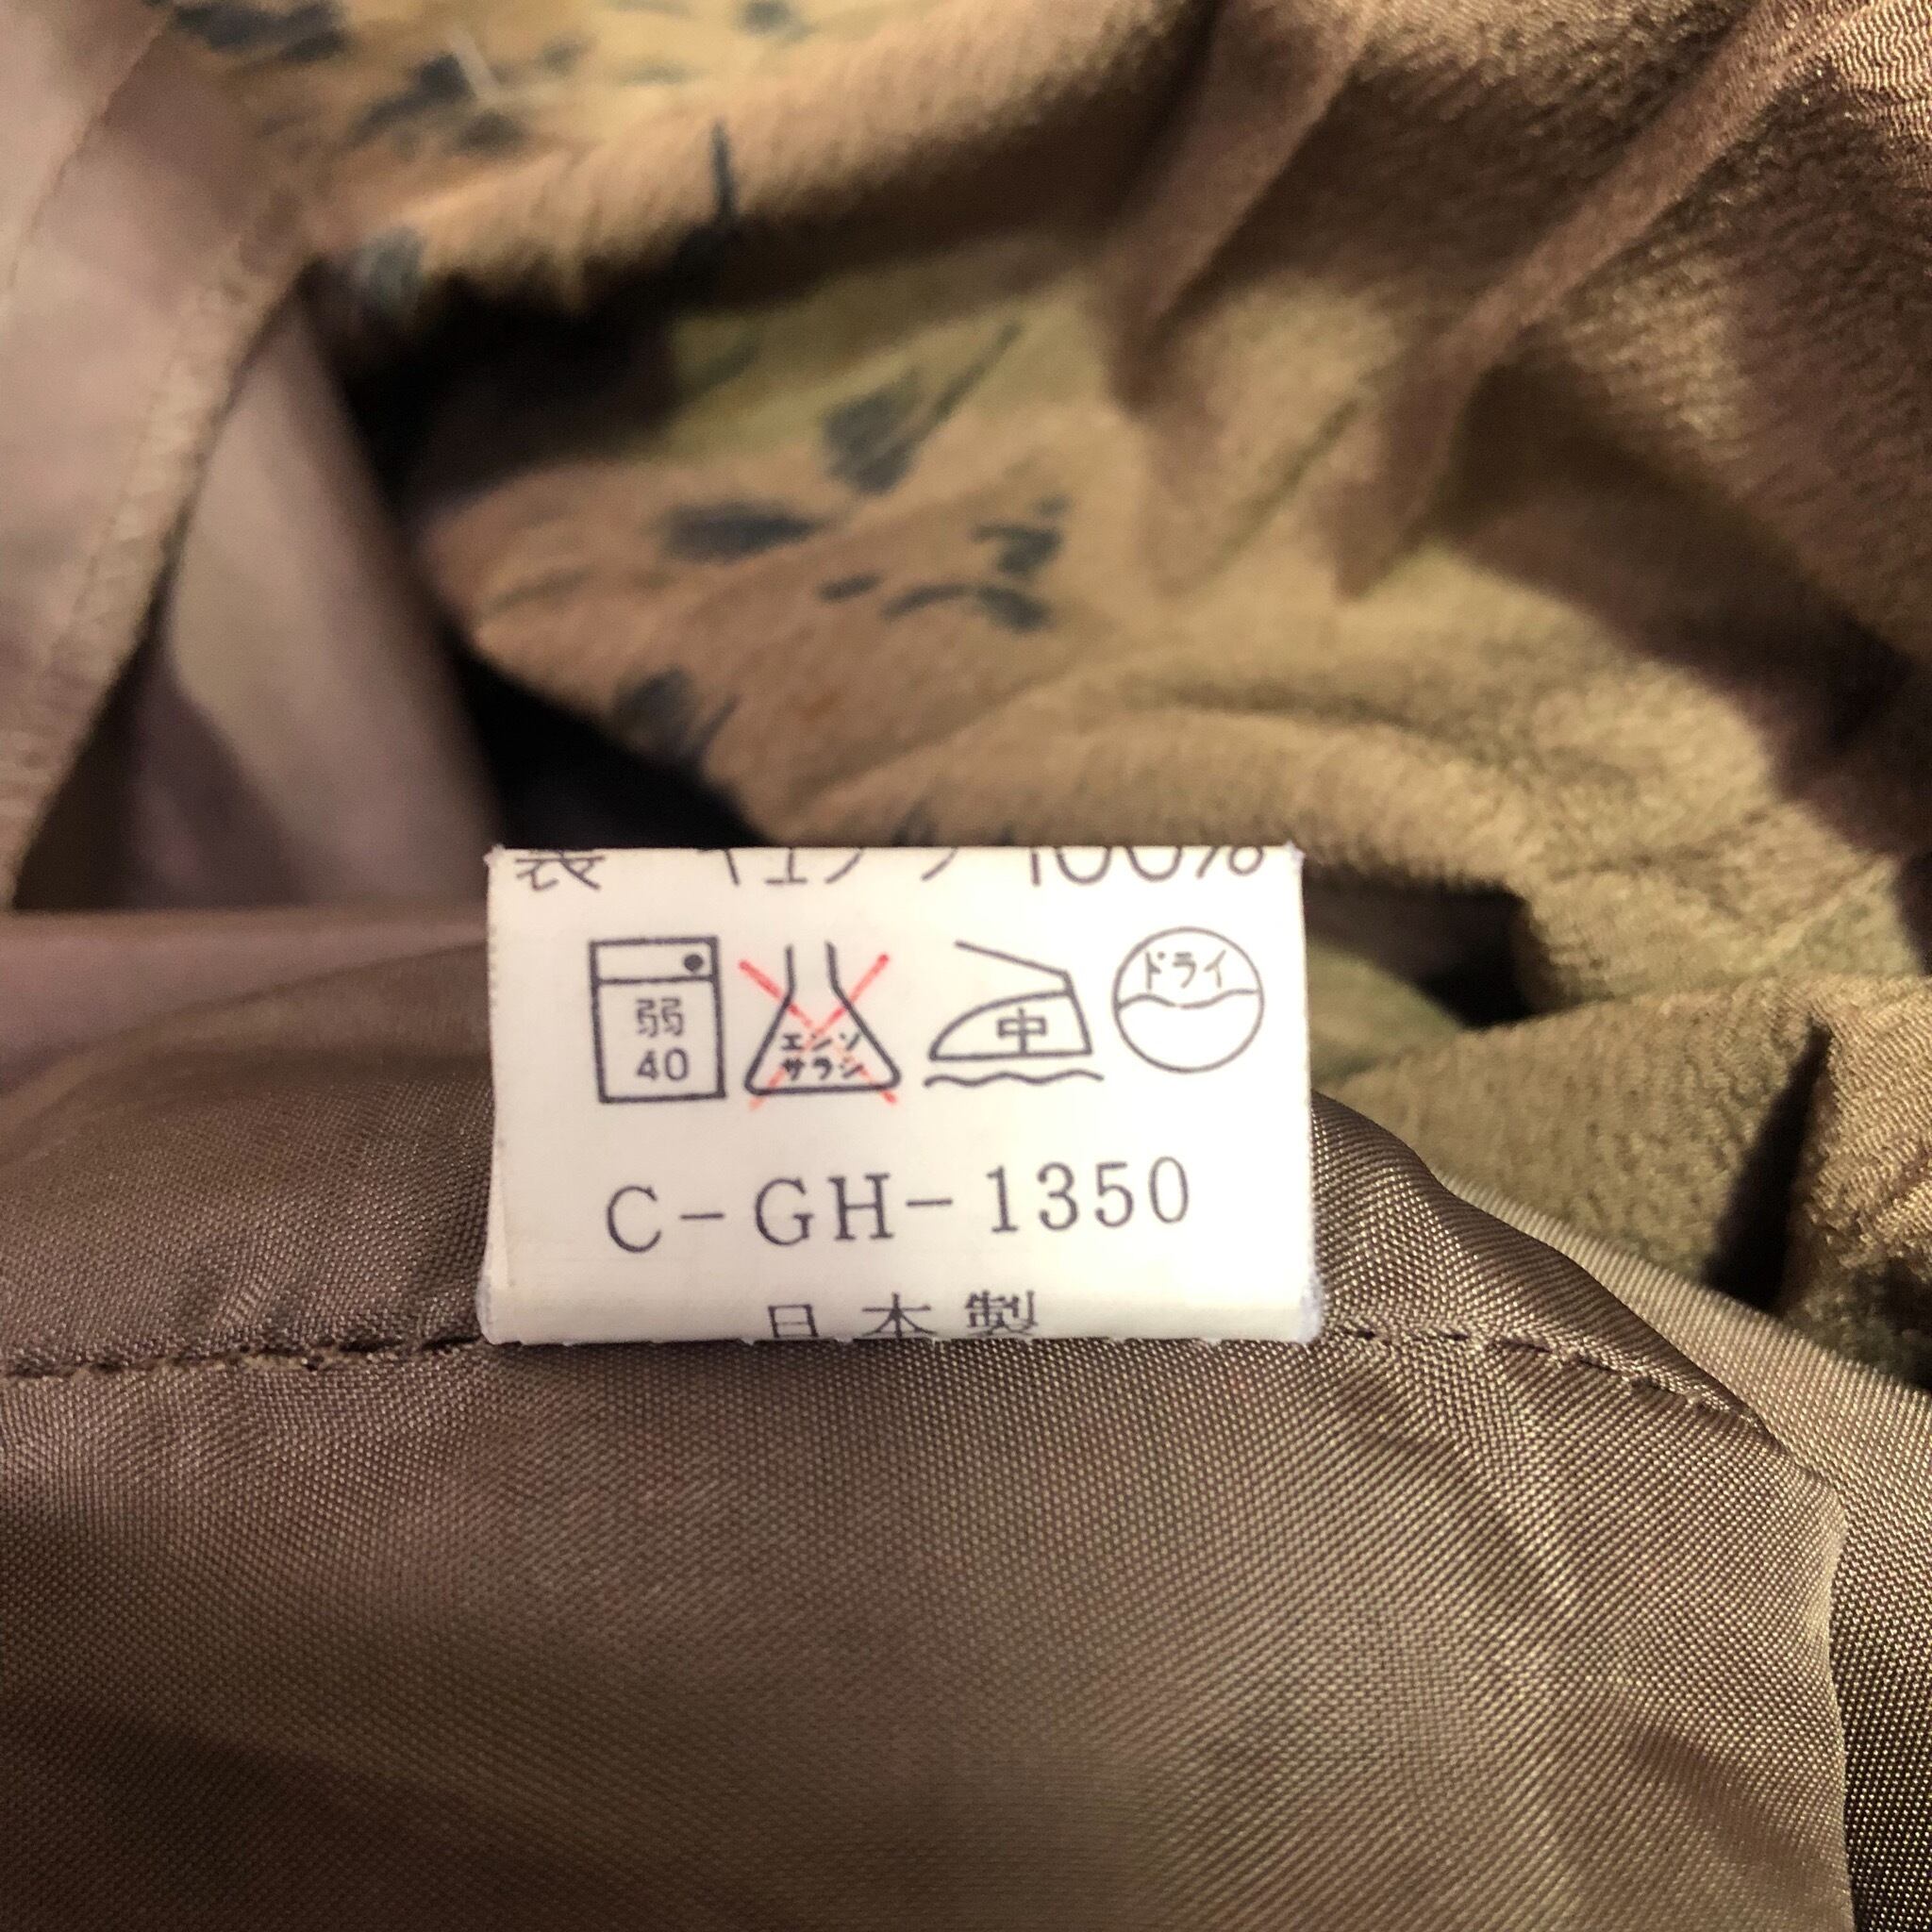 弱 40
エンソ サラシ
中
ドライ
C-GH-1350
日本製